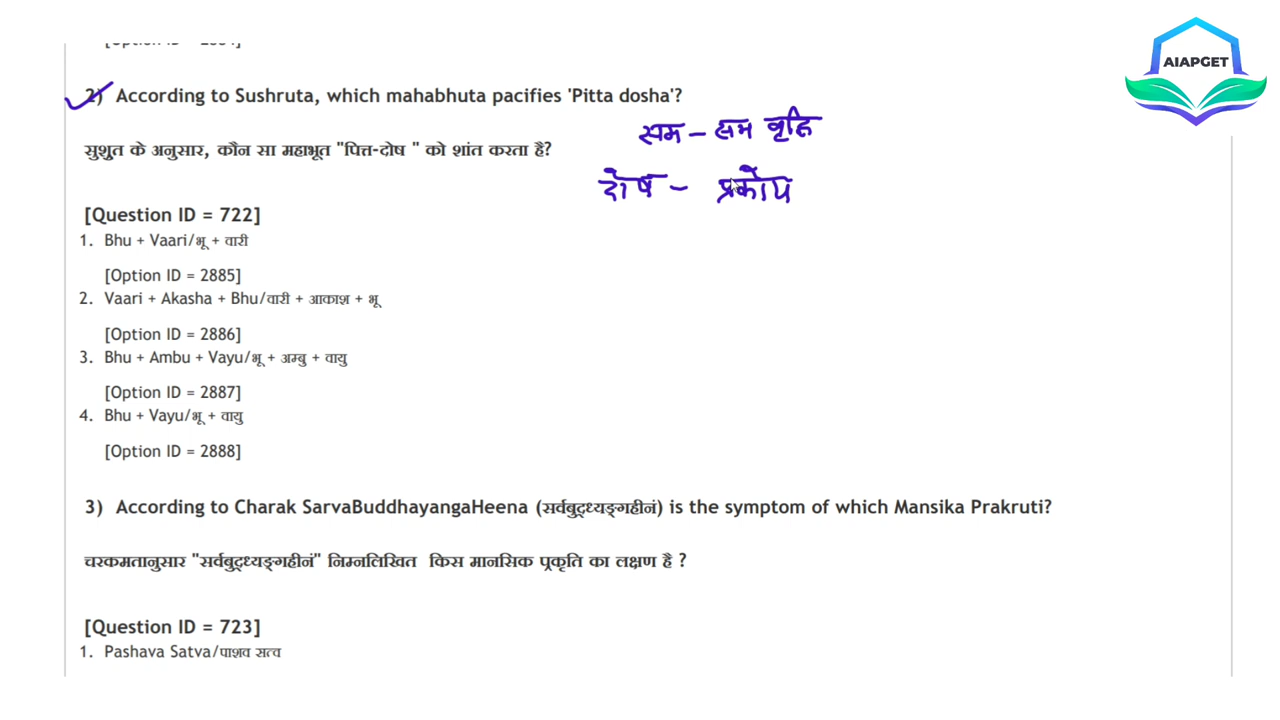 AIAPGET
2) According to Sushruta, which mahabhuta pacifies 'Pitta dosha'?
सम – सम वृद्धि
सुश्रुत के अनुसार, कौन सा महाभूत "पित्त-दोष " को शांत करता है?
दोष – प्रकोप
[Question ID = 722]
1. Bhu + Vaari/भू + वारी
[Option ID = 2885]
2. Vaari + Akasha + Bhu/वारी + आकाश + भू
[Option ID = 2886]
3. Bhu + Ambu + Vayu/भू + अम्बु + वायु
[Option ID = 2887]
4. Bhu + Vayu/भू + वायु
[Option ID = 2888]
3) According to Charak SarvaBuddhayangaHeena (सर्वबुद्ध्यङ्गहीनं) is the symptom of which Mansika Prakruti?
चरकमतानुसार "सर्वबुद्ध्यङ्गहीनं" निम्नलिखित किस मानसिक प्रकृति का लक्षण है ?
[Question ID = 723]
1. Pashava Satva/पाशव सत्व